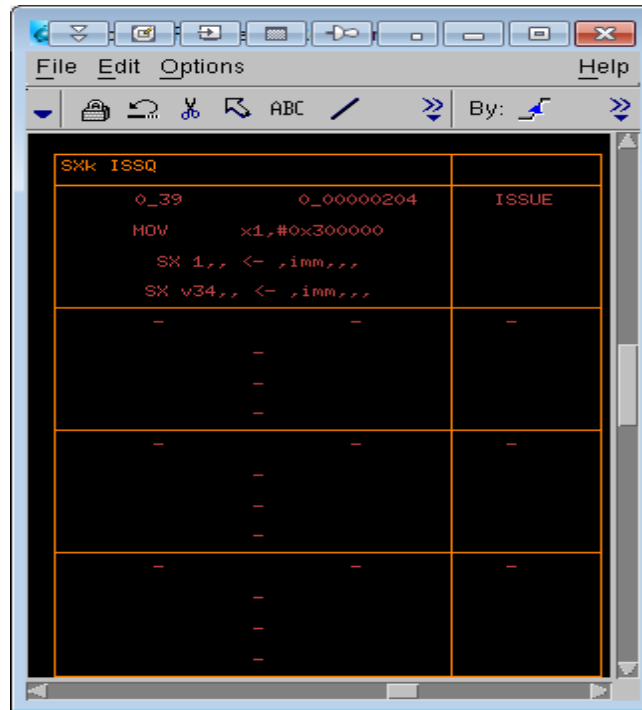 File Edit Options Help
ABC By:
SXk ISSQ
0_39 0_00000204 ISSUE
MOV x1,#0x300000
SX 1,, <- ,imm,,,
SX v34,, <- ,imm,,,
- - -
-
-
-
- - -
-
-
-
- - -
-
-
-